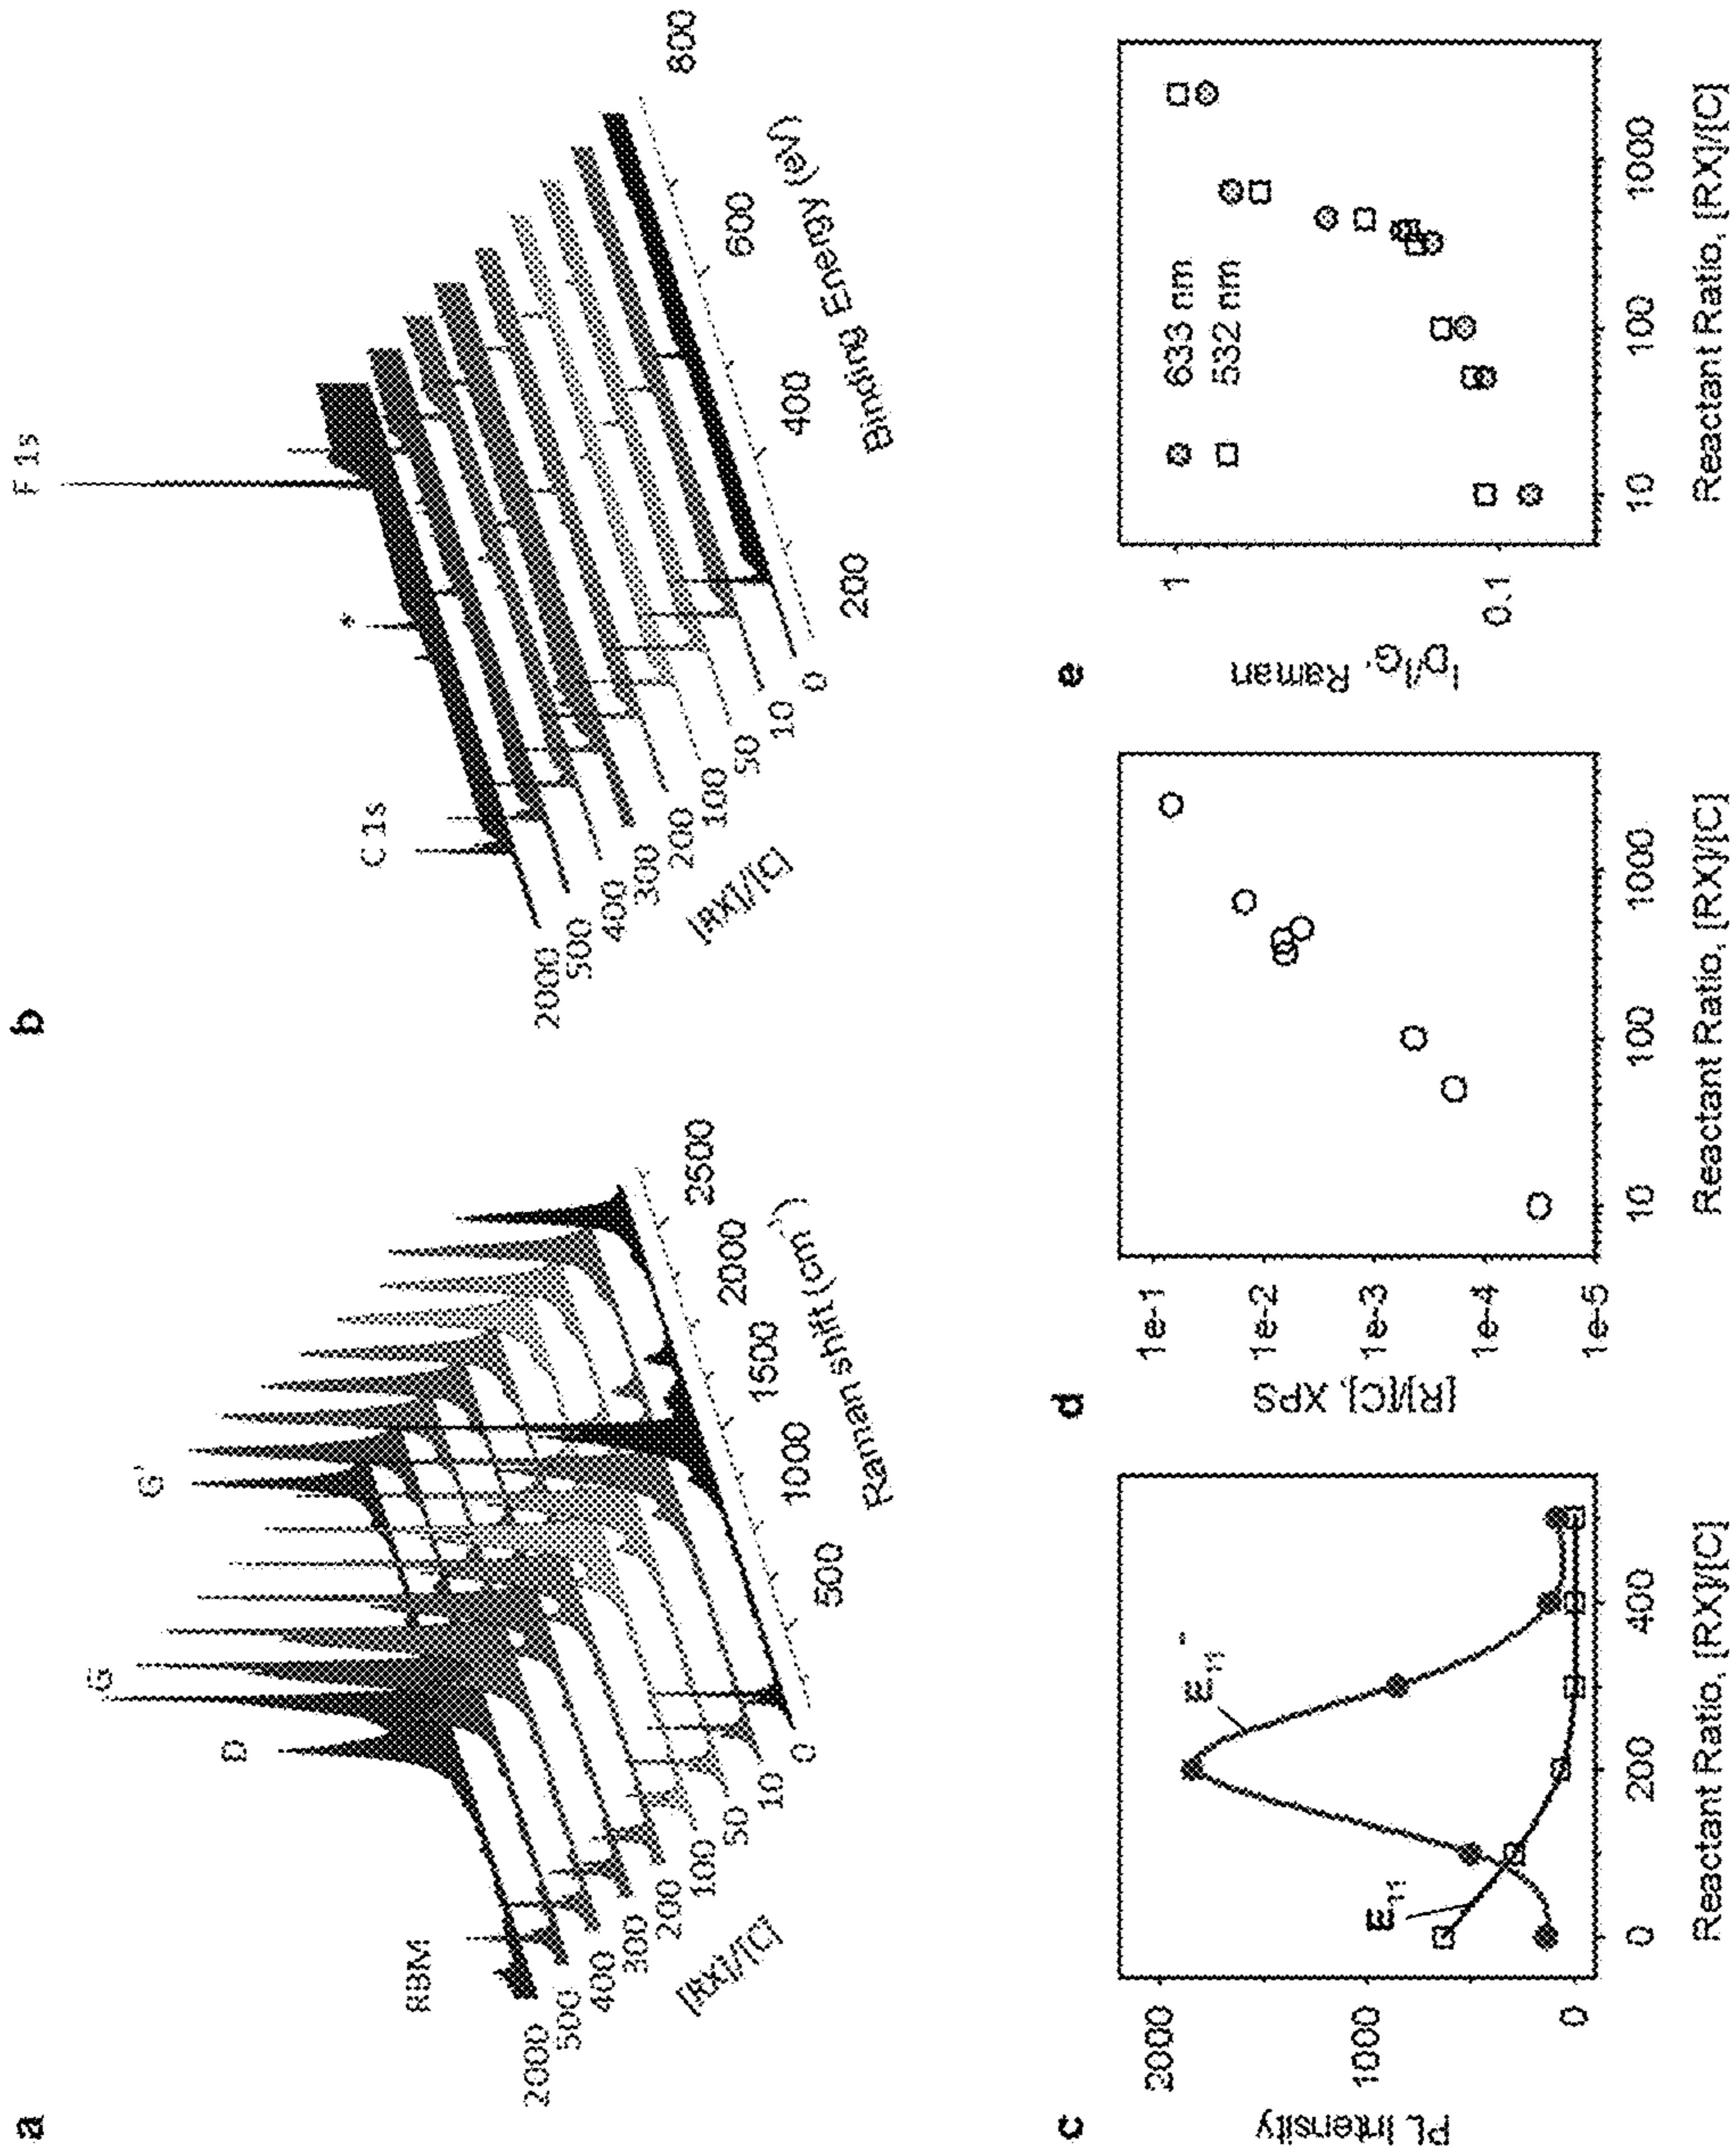 a
RBM
D
G
G'
2000
500
400
300
200
100
50
10
0
[RX]/[C]
500
1000
1500
2000
2500
Raman shift (cm⁻¹)
b
C 1s
*
F 1s
2000
500
400
300
200
100
50
10
0
[RX]/[C]
200
400
600
800
Binding Energy (eV)
c
PL Intensity
2000
1000
0
E₁₁
E₁₁⁻
0
200
400
Reactant Ratio, [RX]/[C]
d
[R]/[C], XPS
1e-1
1e-2
1e-3
1e-4
1e-5
10
100
1000
Reactant Ratio, [RX]/[C]
e
I_D/I_G, Raman
1
0.1
633 nm
532 nm
10
100
1000
Reactant Ratio, [RX]/[C]